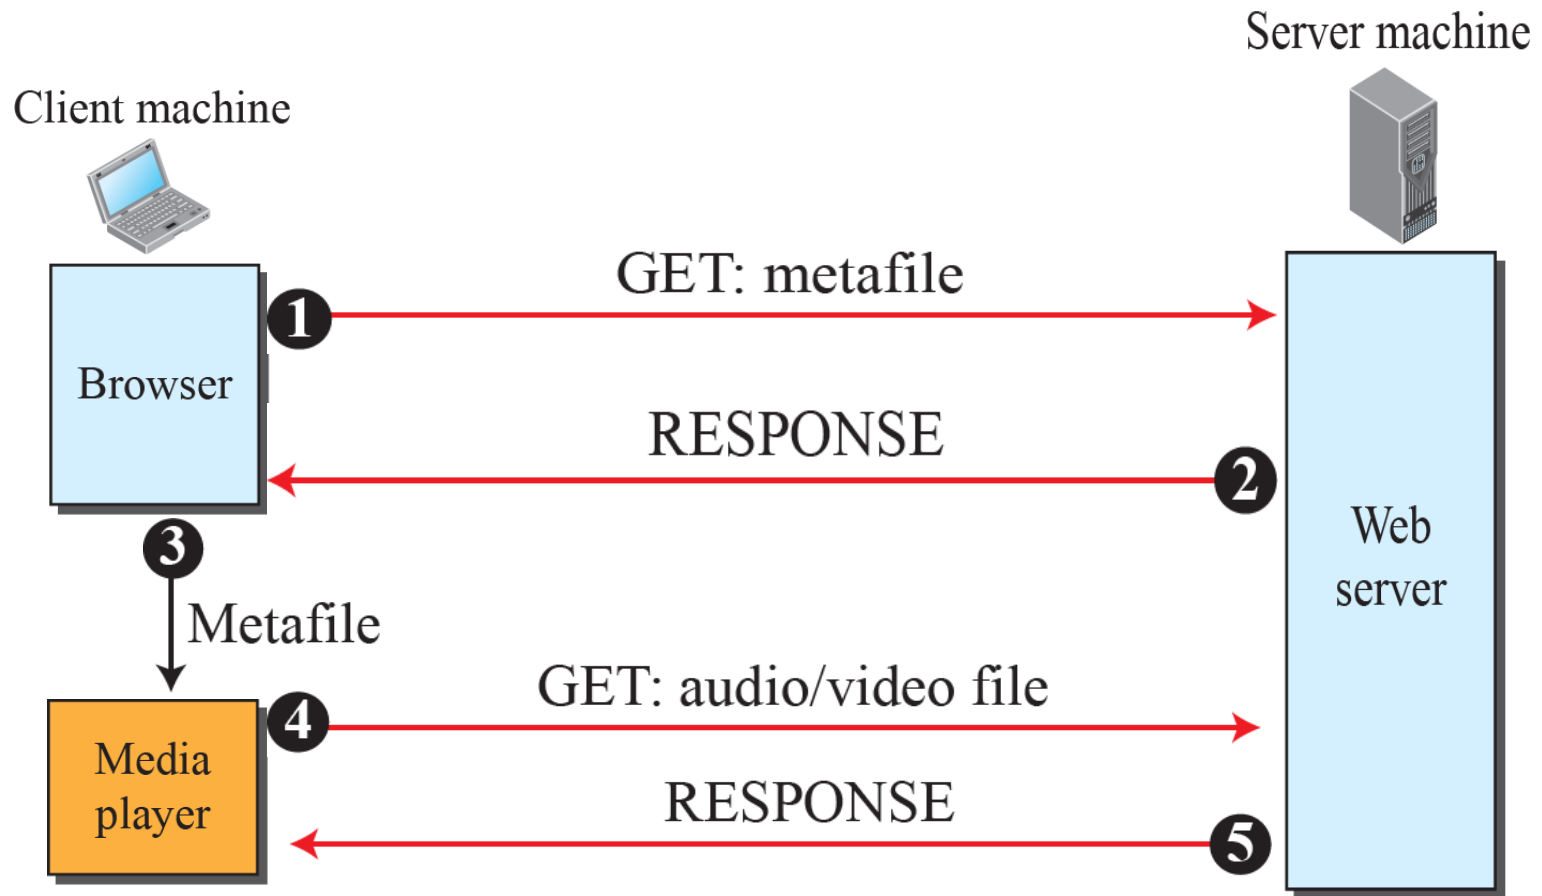 Server machine
Client machine
GET: metafile
1
Browser
RESPONSE
2
Web
server
3
Metafile
GET: audio/video file
4
Media
player
RESPONSE
5